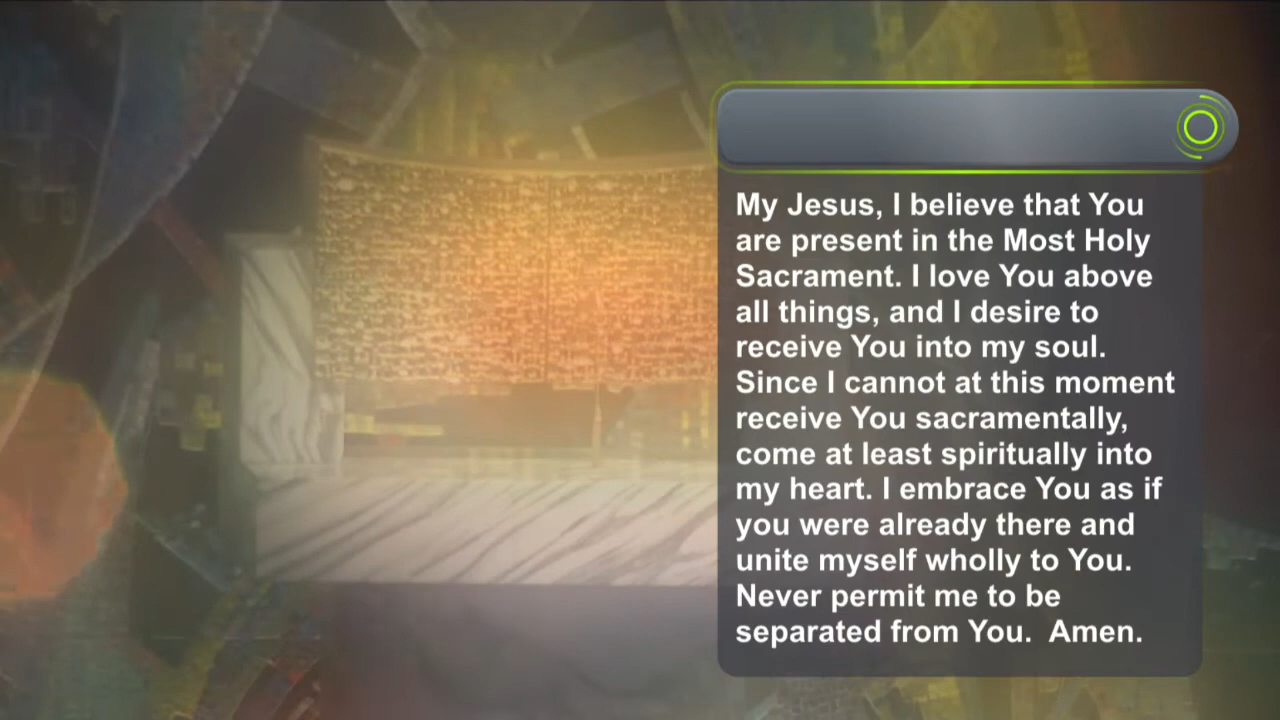 My Jesus, I believe that You
are present in the Most Holy
Sacrament. I love You above
all things, and I desire to
receive You into my soul.
Since I cannot at this moment
receive You sacramentally,
come at least spiritually into
my heart. I embrace You as if
you were already there and
unite myself wholly to You.
Never permit me to be
separated from You.  Amen.